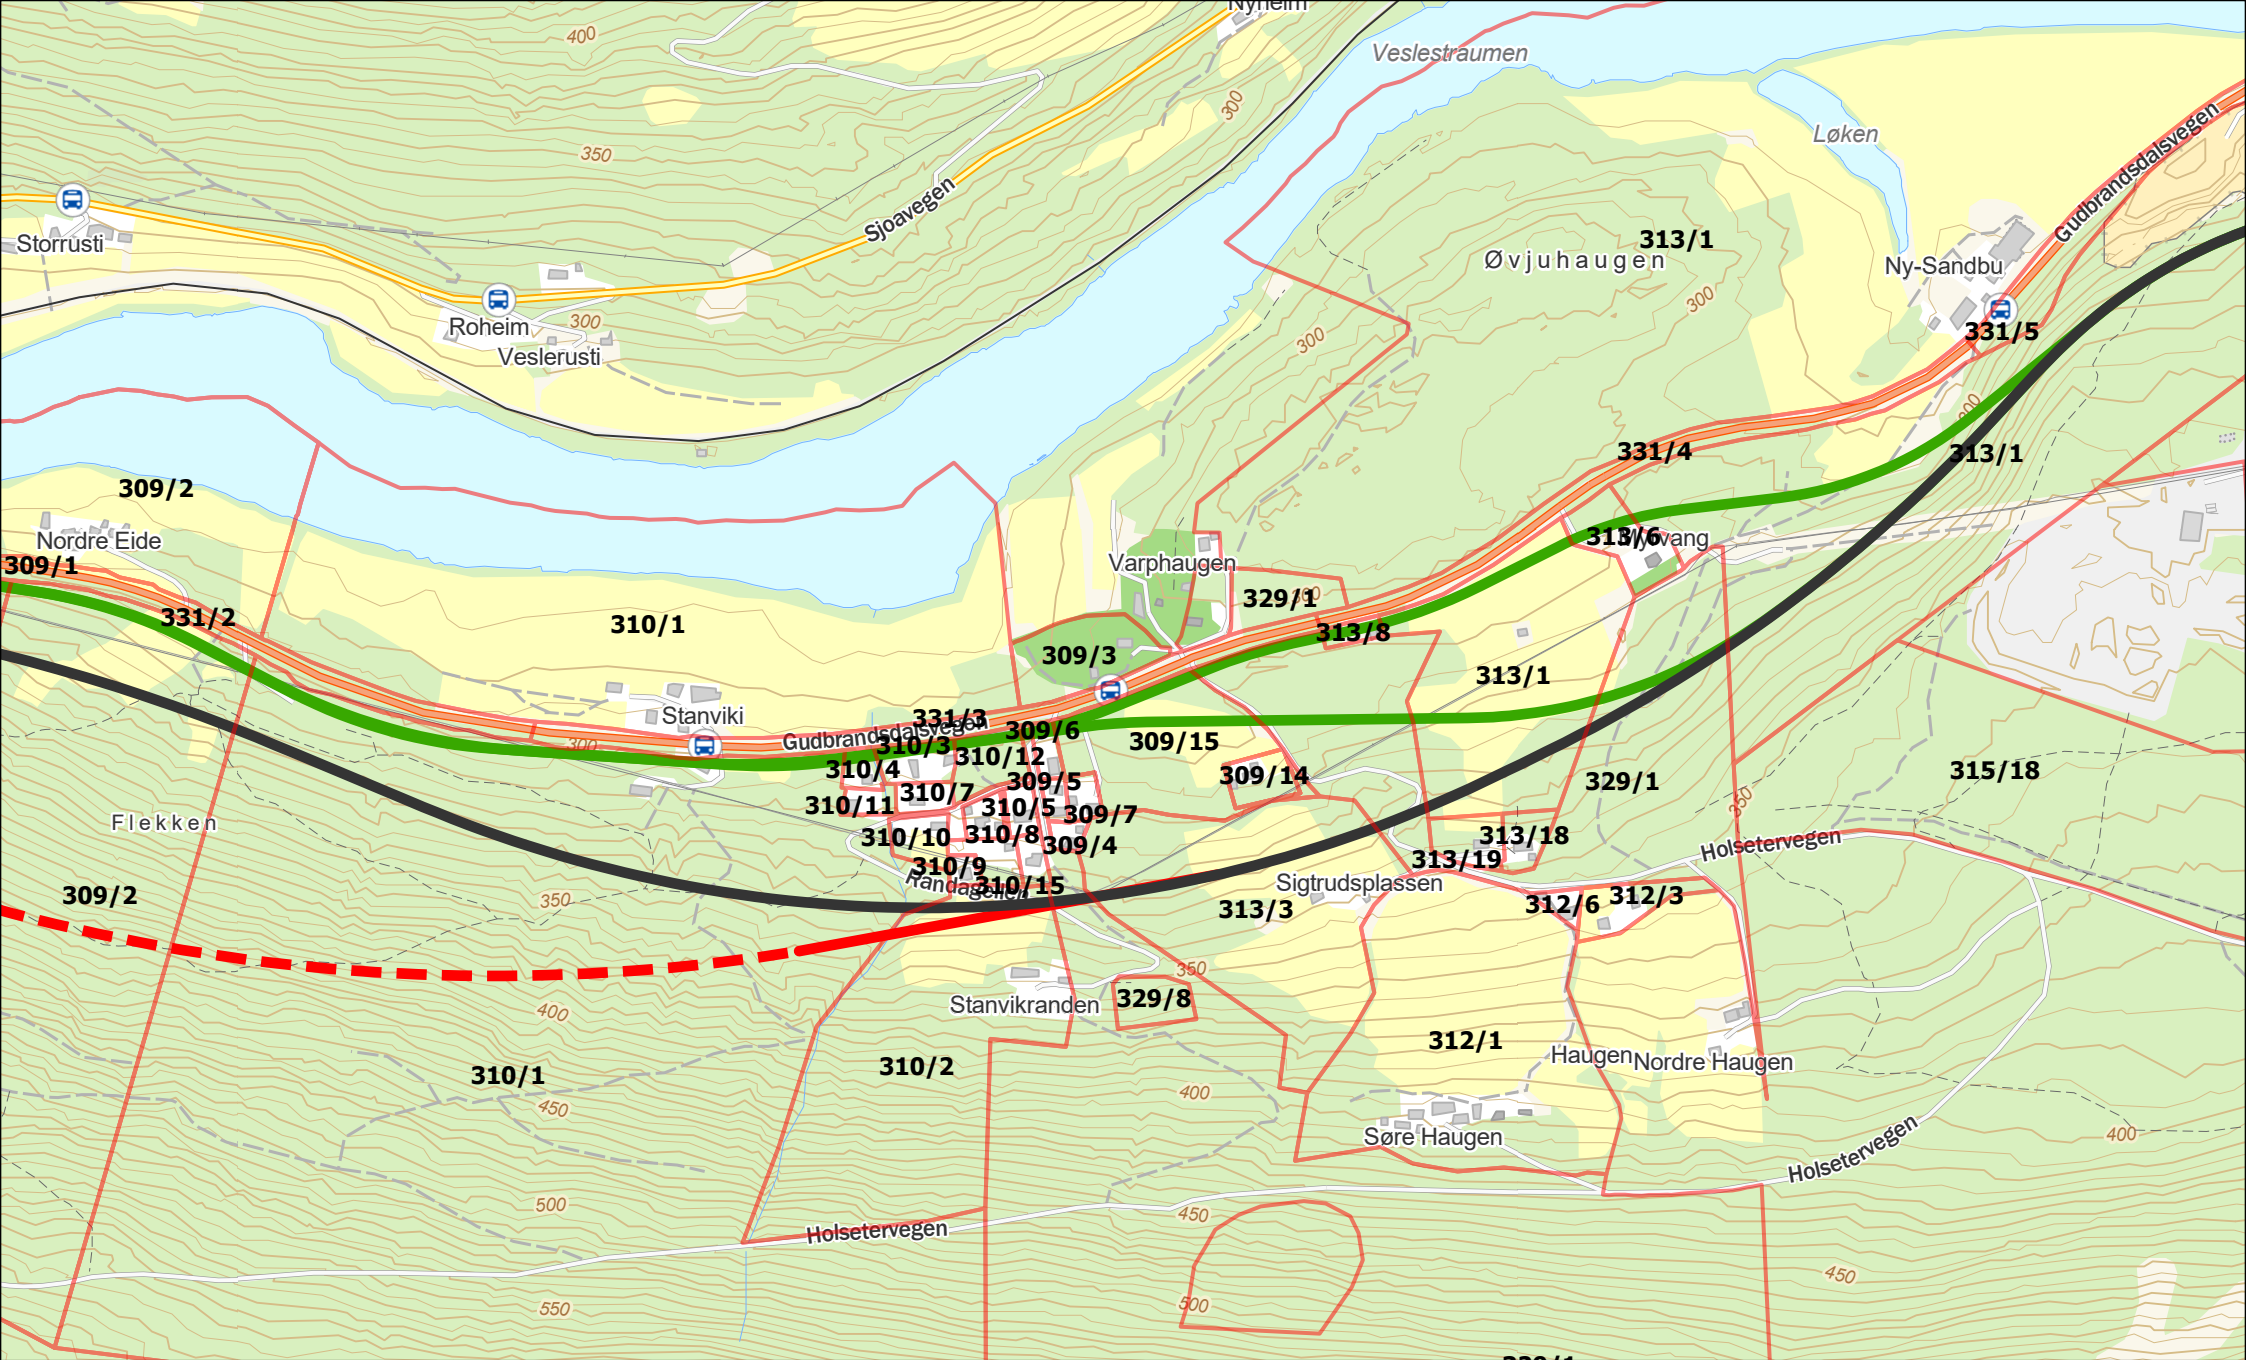 Nyheim
400
Veslestraumen
300
Løken
350
Gudbrandsdalsvegen
Sjoavegen
Storrusti
313/1
Øvjuhaugen
Ny-Sandbu
300
Roheim
300
300
331/5
Veslerusti
331/4
313/1
309/2
Nordre Eide
313/6
309/1
Varphaugen
329/1
300
331/2
310/1
313/8
309/3
313/1
Stanviki
331/3
Gudbrandsdalsvegen
309/6
300
310/3
309/15
310/12
310/4
309/14
309/5
315/18
329/1
310/7
310/11
310/5
309/7
350
Flekken
310/10
310/8
309/4
313/18
Holsetervegen
313/19
310/9
310/15
Sigtrudsplassen
309/2
350
313/3
312/6
312/3
350
329/8
Stanvikranden
400
312/1
310/2
310/1
Haugen
Nordre Haugen
400
450
Søre Haugen
400
Holsetervegen
500
450
Holsetervegen
450
500
550